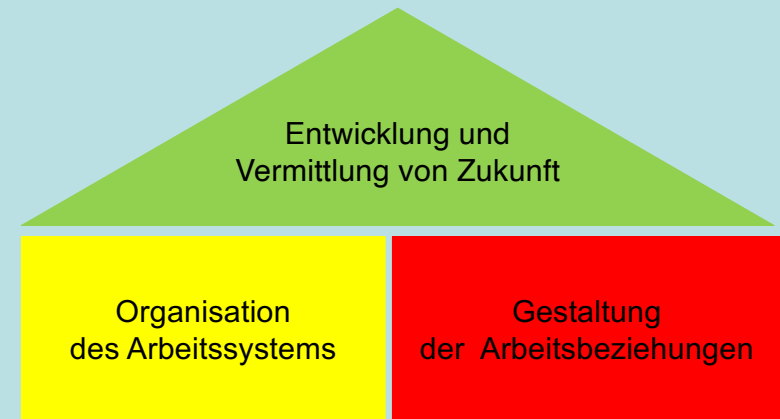 Entwicklung und
Vermittlung von Zukunft
Organisation
des Arbeitssystems
Gestaltung
der Arbeitsbeziehungen